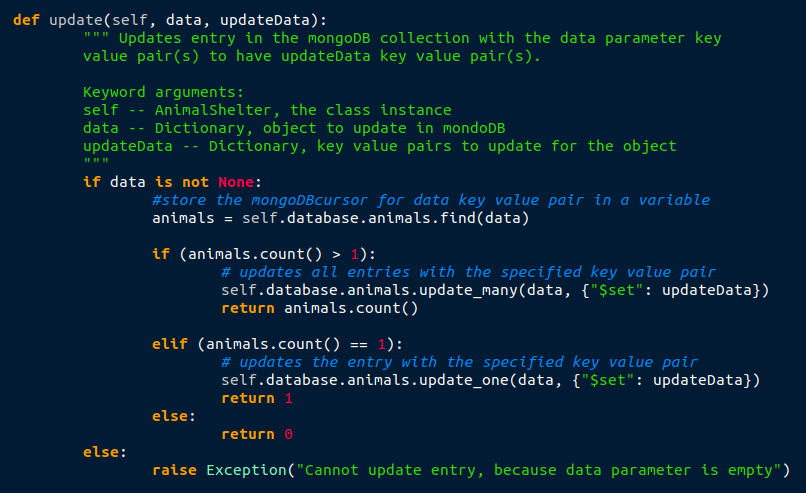 def update(self, data, updateData):
        """ Updates entry in the mongoDB collection with the data parameter key
        value pair(s) to have updateData key value pair(s).

        Keyword arguments:
        self -- AnimalShelter, the class instance
        data -- Dictionary, object to update in mondoDB
        updateData -- Dictionary, key value pairs to update for the object
        """
        if data is not None:
                #store the mongoDBcursor for data key value pair in a variable
                animals = self.database.animals.find(data)

                if (animals.count() > 1):
                        # updates all entries with the specified key value pair
                        self.database.animals.update_many(data, {"$set": updateData})
                        return animals.count()

                elif (animals.count() == 1):
                        # updates the entry with the specified key value pair
                        self.database.animals.update_one(data, {"$set": updateData})
                        return 1
                else:
                        return 0
        else:
                raise Exception("Cannot update entry, because data parameter is empty")